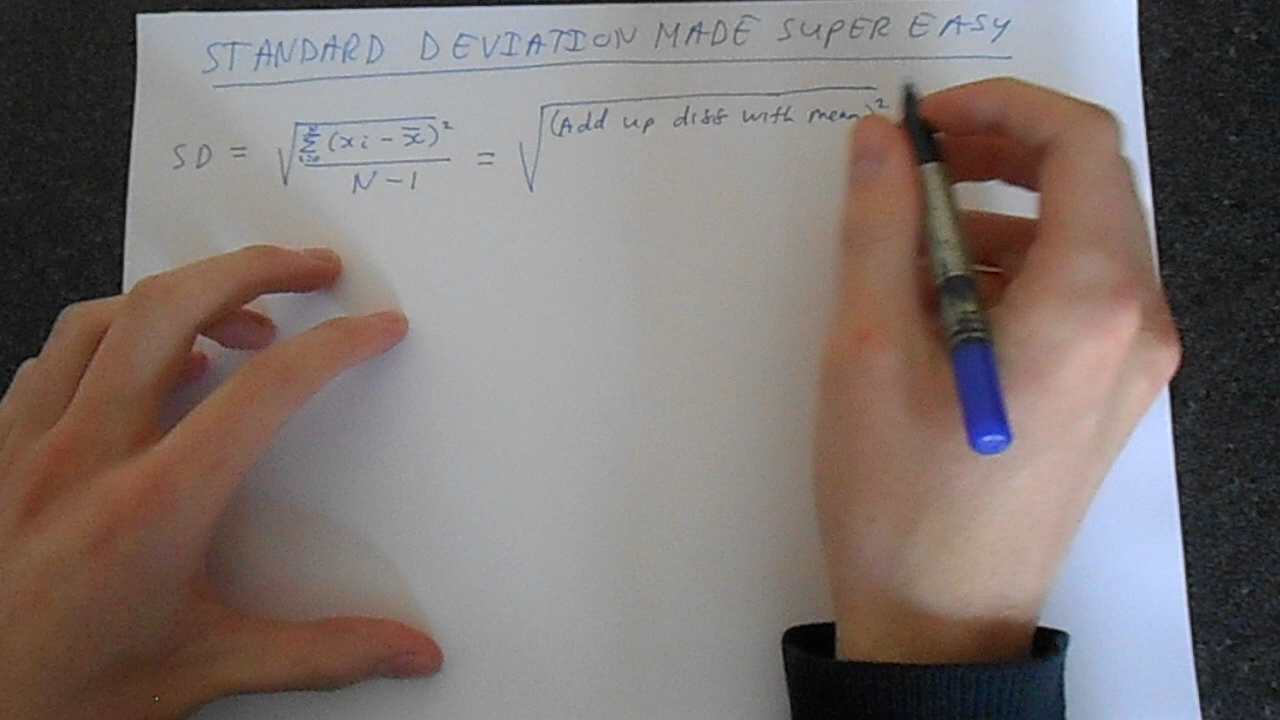 STANDARD DEVIATION MADE SUPER EASY
SD = √(∑(xi - x̄)² / N - 1) = √(Add up diff with mean)²